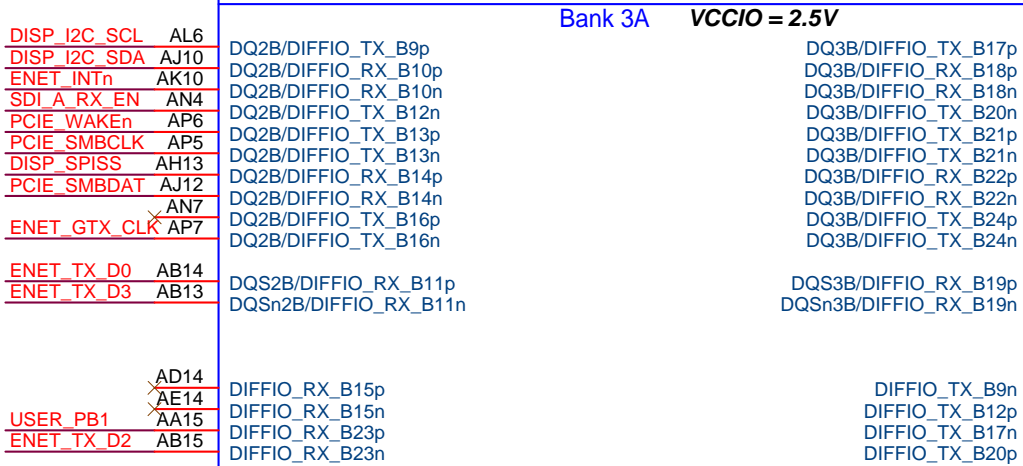 Bank 3A VCCIO = 2.5V
DISP_I2C_SCL AL6 DQ2B/DIFFIO_TX_B9p DQ3B/DIFFIO_TX_B17p
DISP_I2C_SDA AJ10 DQ2B/DIFFIO_RX_B10p DQ3B/DIFFIO_RX_B18p
ENET_INTn AK10 DQ2B/DIFFIO_RX_B10n DQ3B/DIFFIO_RX_B18n
SDI_A_RX_EN AN4 DQ2B/DIFFIO_TX_B12n DQ3B/DIFFIO_TX_B20n
PCIE_WAKEn AP6 DQ2B/DIFFIO_TX_B13p DQ3B/DIFFIO_TX_B21p
PCIE_SMBCLK AP5 DQ2B/DIFFIO_TX_B13n DQ3B/DIFFIO_TX_B21n
DISP_SPISS AH13 DQ2B/DIFFIO_RX_B14p DQ3B/DIFFIO_RX_B22p
PCIE_SMBDAT AJ12 DQ2B/DIFFIO_RX_B14n DQ3B/DIFFIO_RX_B22n
AN7 DQ2B/DIFFIO_TX_B16p DQ3B/DIFFIO_TX_B24p
ENET_GTX_CLK AP7 DQ2B/DIFFIO_TX_B16n DQ3B/DIFFIO_TX_B24n
ENET_TX_D0 AB14 DQS2B/DIFFIO_RX_B11p DQS3B/DIFFIO_RX_B19p
ENET_TX_D3 AB13 DQSn2B/DIFFIO_RX_B11n DQSn3B/DIFFIO_RX_B19n
AD14 DIFFIO_RX_B15p DIFFIO_TX_B9n
AE14 DIFFIO_RX_B15n DIFFIO_TX_B12p
USER_PB1 AA15 DIFFIO_RX_B23p DIFFIO_TX_B17n
ENET_TX_D2 AB15 DIFFIO_RX_B23n DIFFIO_TX_B20p